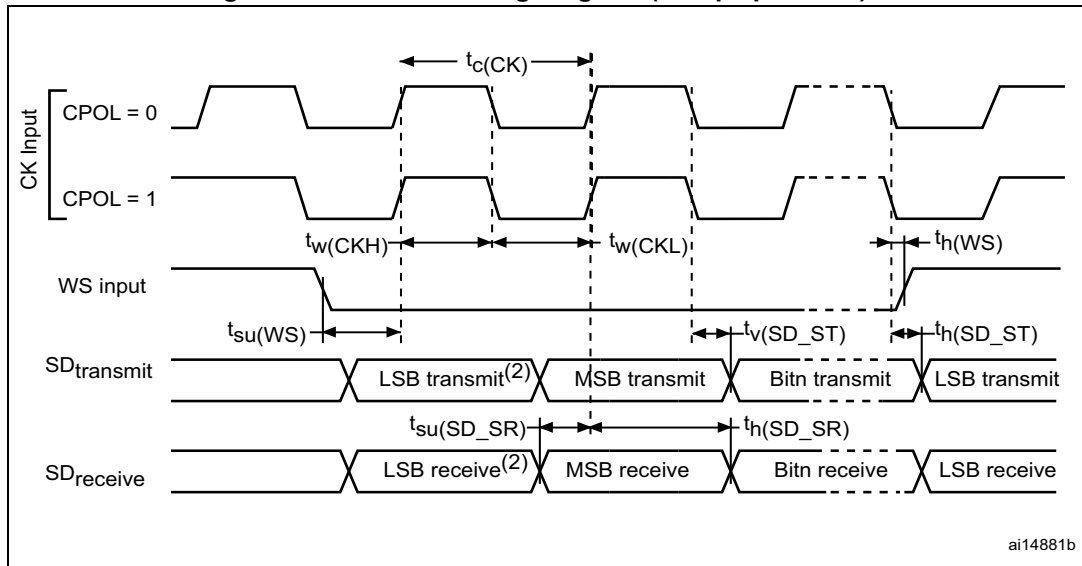 tc(CK)
CK Input
CPOL = 0
CPOL = 1
tw(CKH)
tw(CKL)
th(WS)
WS input
tsu(WS)
tv(SD_ST)
th(SD_ST)
SDtransmit
LSB transmit(2)
MSB transmit
Bitn transmit
LSB transmit
tsu(SD_SR)
th(SD_SR)
SDreceive
LSB receive(2)
MSB receive
Bitn receive
LSB receive
ai14881b